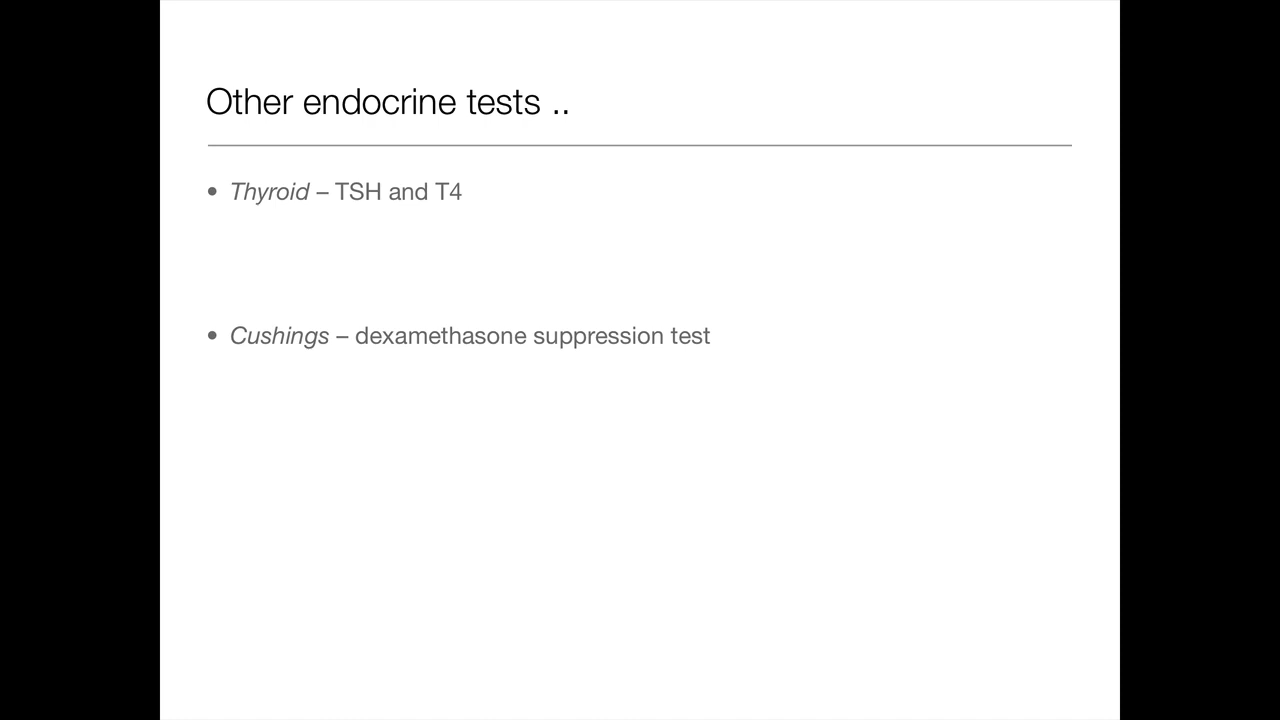 Other endocrine tests ..
• Thyroid – TSH and T4
• Cushings – dexamethasone suppression test